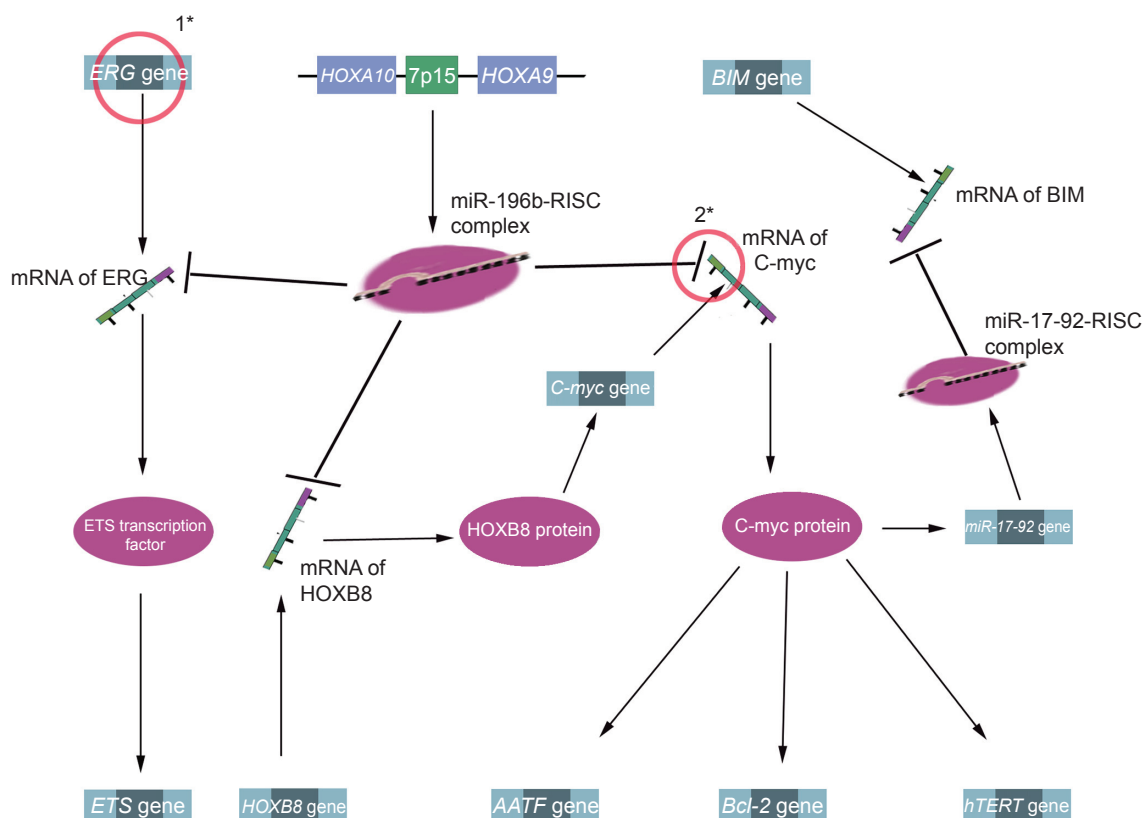 1*
ERG gene
HOXA10
7p15
HOXA9
BIM gene
miR-196b-RISC
complex
2*
mRNA of
C-myc
mRNA of BIM
mRNA of ERG
miR-17-92-RISC
complex
C-myc gene
ETS transcription
factor
HOXB8 protein
C-myc protein
miR-17-92 gene
mRNA of
HOXB8
ETS gene
HOXB8 gene
AATF gene
Bcl-2 gene
hTERT gene